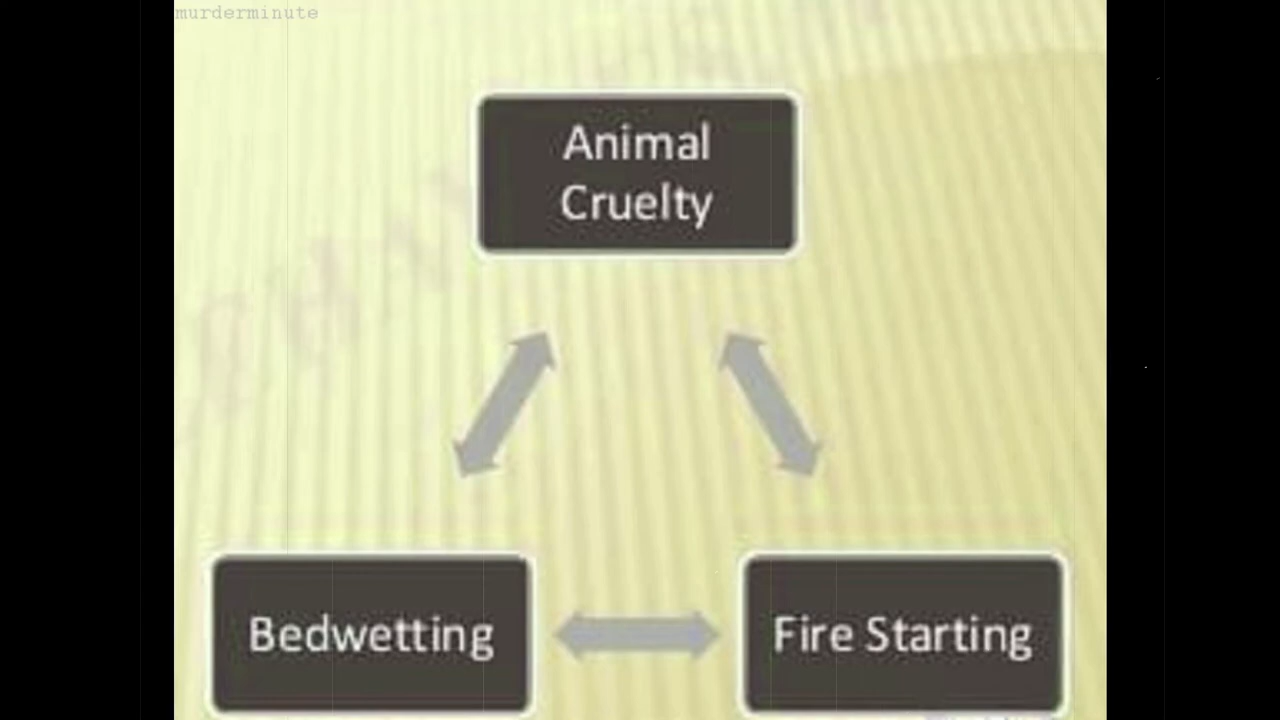 murderminute
Animal
Cruelty
Bedwetting
Fire Starting